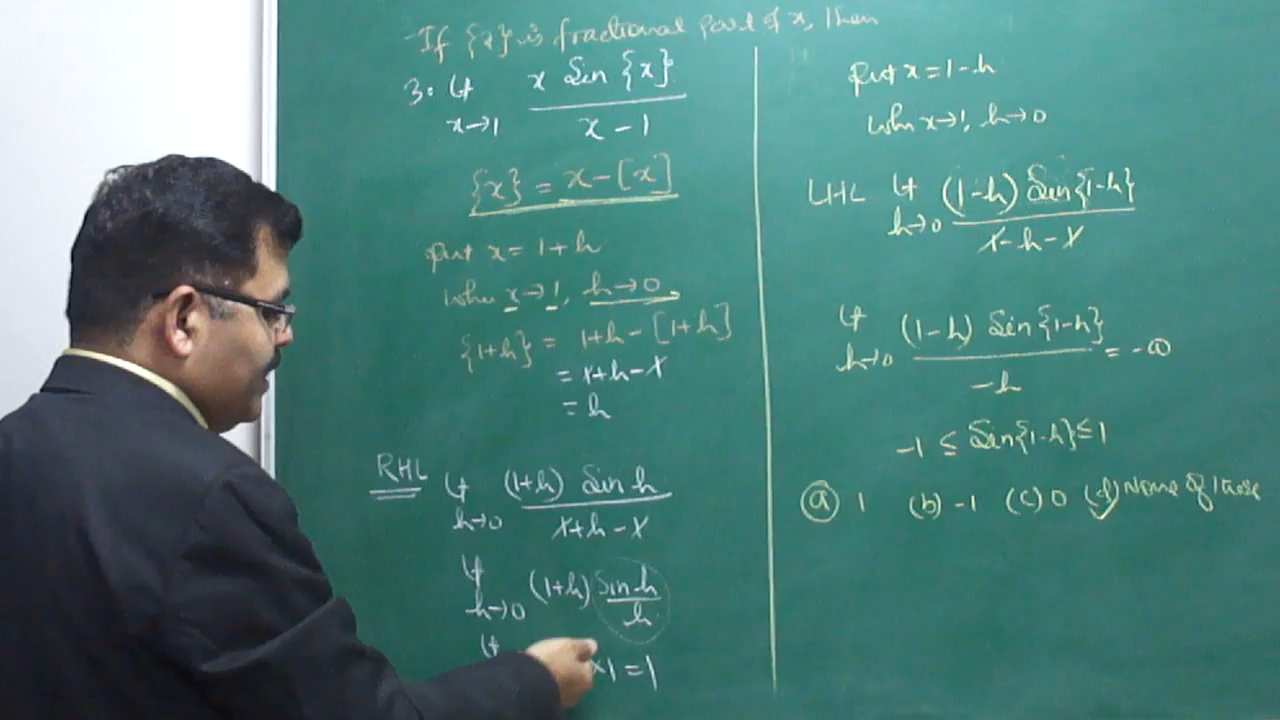 If {x} is fractional part of x, then
3. Lt x Sin {x}
x→1 x - 1
{x} = x-[x]
Put x = 1+h
When x→1, h→0
{1+h} = 1+h-[1+h]
= 1+h-1
= h
RHL Lt (1+h) Sin h
h→0 1+h-1
Lt (1+h) Sin h
h→0 h
Lt
×1 = 1
Put x = 1-h
When x→1, h→0
LHL Lt (1-h) Sin{1-h}
h→0 1-h-1
Lt (1-h) Sin{1-h} = -∞
h→0 -h
-1 ≤ Sin{1-h} ≤ 1
(a) 1 (b) -1 (c) 0 (d) None of these